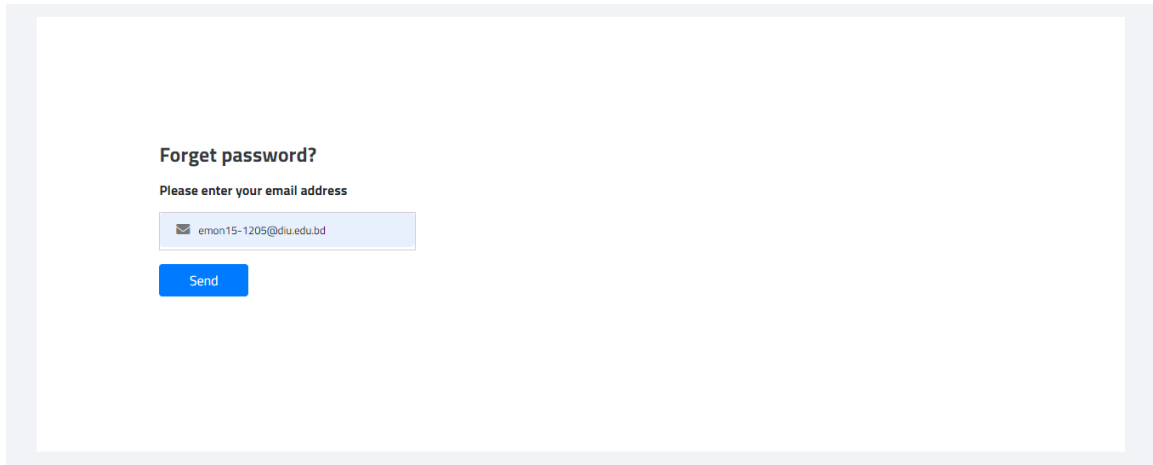 Forget password?
Please enter your email address
emon15-1205@diu.edu.bd
Send